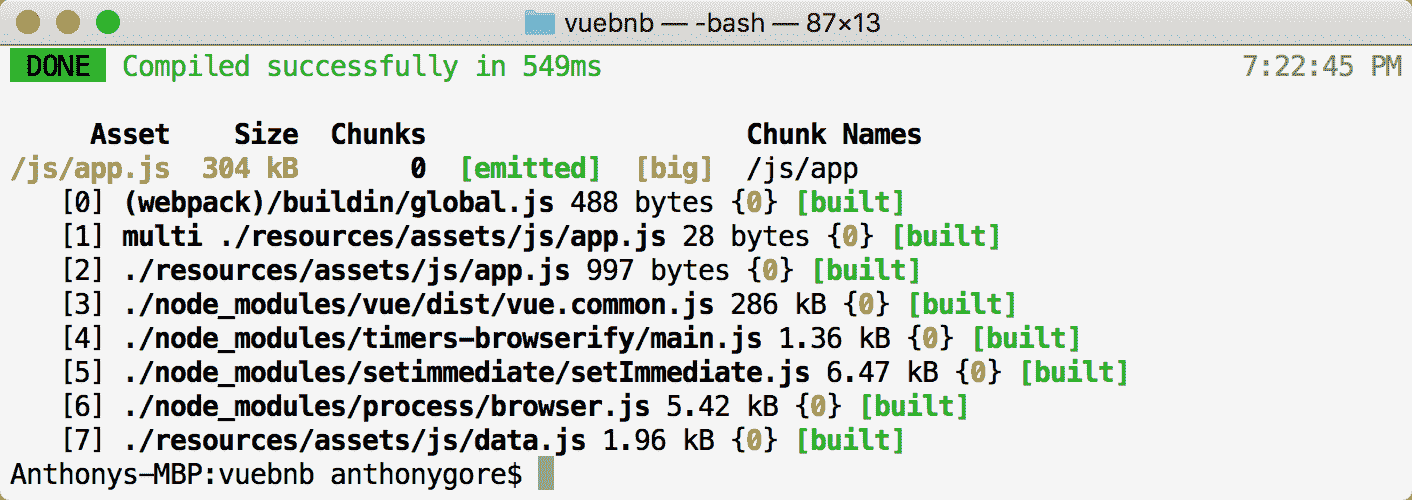 vuebnb — -bash — 87×13
DONE Compiled successfully in 549ms 7:22:45 PM
Asset Size Chunks Chunk Names
/js/app.js 304 kB 0 [emitted] [big] /js/app
[0] (webpack)/buildin/global.js 488 bytes {0} [built]
[1] multi ./resources/assets/js/app.js 28 bytes {0} [built]
[2] ./resources/assets/js/app.js 997 bytes {0} [built]
[3] ./node_modules/vue/dist/vue.common.js 286 kB {0} [built]
[4] ./node_modules/timers-browserify/main.js 1.36 kB {0} [built]
[5] ./node_modules/setimmediate/setImmediate.js 6.47 kB {0} [built]
[6] ./node_modules/process/browser.js 5.42 kB {0} [built]
[7] ./resources/assets/js/data.js 1.96 kB {0} [built]
Anthonys-MBP:vuebnb anthonygore$